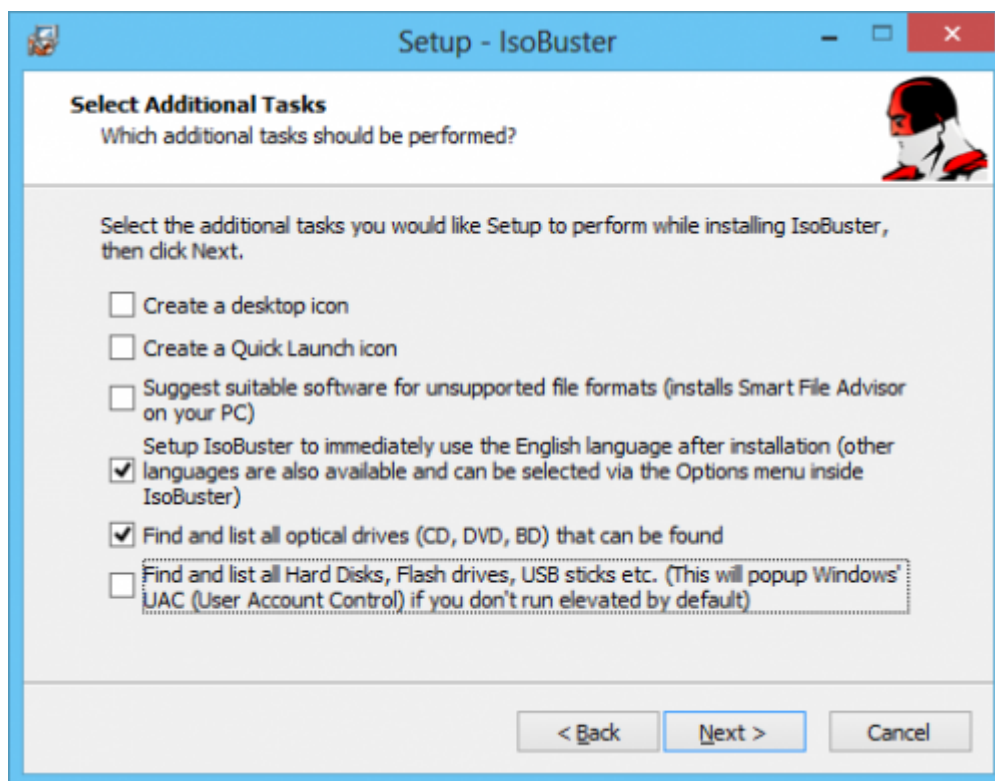 Setup - IsoBuster
Select Additional Tasks
Which additional tasks should be performed?
Select the additional tasks you would like Setup to perform while installing IsoBuster,
then click Next.
Create a desktop icon
Create a Quick Launch icon
Suggest suitable software for unsupported file formats (installs Smart File Advisor
on your PC)
Setup IsoBuster to immediately use the English language after installation (other
languages are also available and can be selected via the Options menu inside
IsoBuster)
Find and list all optical drives (CD, DVD, BD) that can be found
Find and list all Hard Disks, Flash drives, USB sticks etc. (This will popup Windows'
UAC (User Account Control) if you don't run elevated by default)
< Back
Next >
Cancel